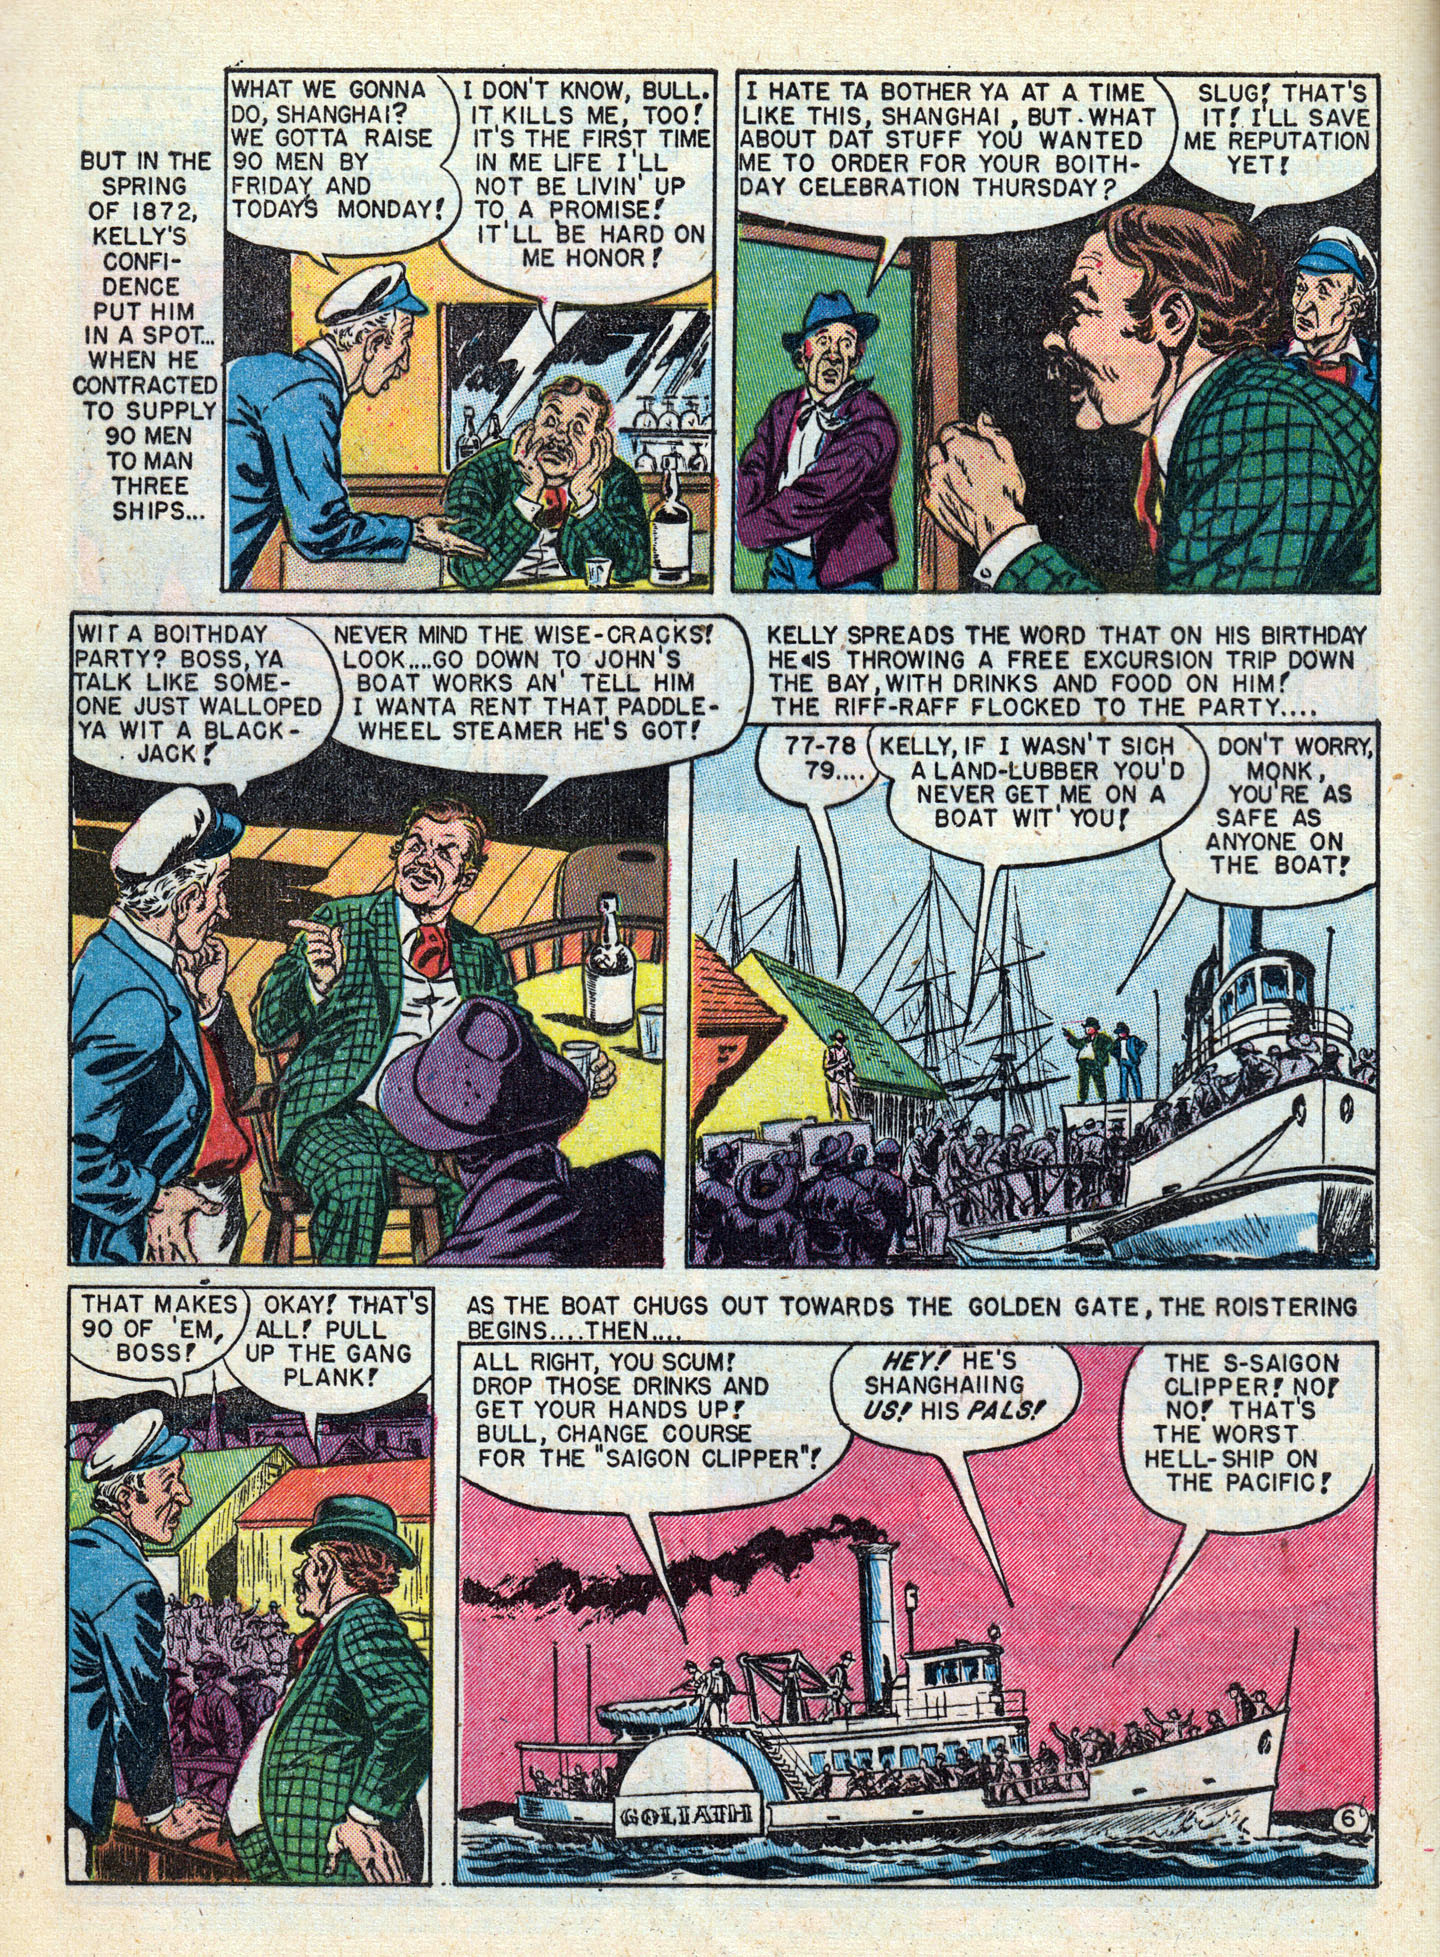 BUT IN THE
SPRING
OF 1872,
KELLY'S
CONFI-
DENCE
PUT HIM
IN A SPOT...
WHEN HE
CONTRACTED
TO SUPPLY
90 MEN
TO MAN
THREE
SHIPS...
WHAT WE GONNA
DO, SHANGHAI?
WE GOTTA RAISE
90 MEN BY
FRIDAY AND
TODAY'S MONDAY!
I DON'T KNOW, BULL.
IT KILLS ME, TOO!
IT'S THE FIRST TIME
IN ME LIFE I'LL
NOT BE LIVIN' UP
TO A PROMISE!
IT'LL BE HARD ON
ME HONOR!
I HATE TA BOTHER YA AT A TIME
LIKE THIS, SHANGHAI, BUT WHAT
ABOUT DAT STUFF YOU WANTED
ME TO ORDER FOR YOUR BOITH-
DAY CELEBRATION THURSDAY?
SLUG! THAT'S
IT! I'LL SAVE
ME REPUTATION
YET!
WIT A BOITHDAY
PARTY? BOSS, YA
TALK LIKE SOME-
ONE JUST WALLOPED
YA WIT A BLACK-
JACK!
NEVER MIND THE WISE-CRACKS!
LOOK....GO DOWN TO JOHN'S
BOAT WORKS AN' TELL HIM
I WANTA RENT THAT PADDLE-
WHEEL STEAMER HE'S GOT!
KELLY SPREADS THE WORD THAT ON HIS BIRTHDAY
HE IS THROWING A FREE EXCURSION TRIP DOWN
THE BAY, WITH DRINKS AND FOOD ON HIM!
THE RIFF-RAFF FLOCKED TO THE PARTY....
77-78
79....
KELLY, IF I WASN'T SICH
A LAND-LUBBER YOU'D
NEVER GET ME ON A
BOAT WIT' YOU!
DON'T WORRY,
MONK,
YOU'RE AS
SAFE AS
ANYONE ON
THE BOAT!
THAT MAKES
90 OF 'EM,
BOSS!
OKAY! THAT'S
ALL! PULL
UP THE GANG
PLANK!
AS THE BOAT CHUGS OUT TOWARDS THE GOLDEN GATE, THE ROISTERING
BEGINS....THEN....
ALL RIGHT, YOU SCUM!
DROP THOSE DRINKS AND
GET YOUR HANDS UP!
BULL, CHANGE COURSE
FOR THE "SAIGON CLIPPER"!
HEY! HE'S
SHANGHAIING
US! HIS PALS!
THE S-SAIGON
CLIPPER! NO!
NO! THAT'S
THE WORST
HELL-SHIP ON
THE PACIFIC!
GOLIATH
6